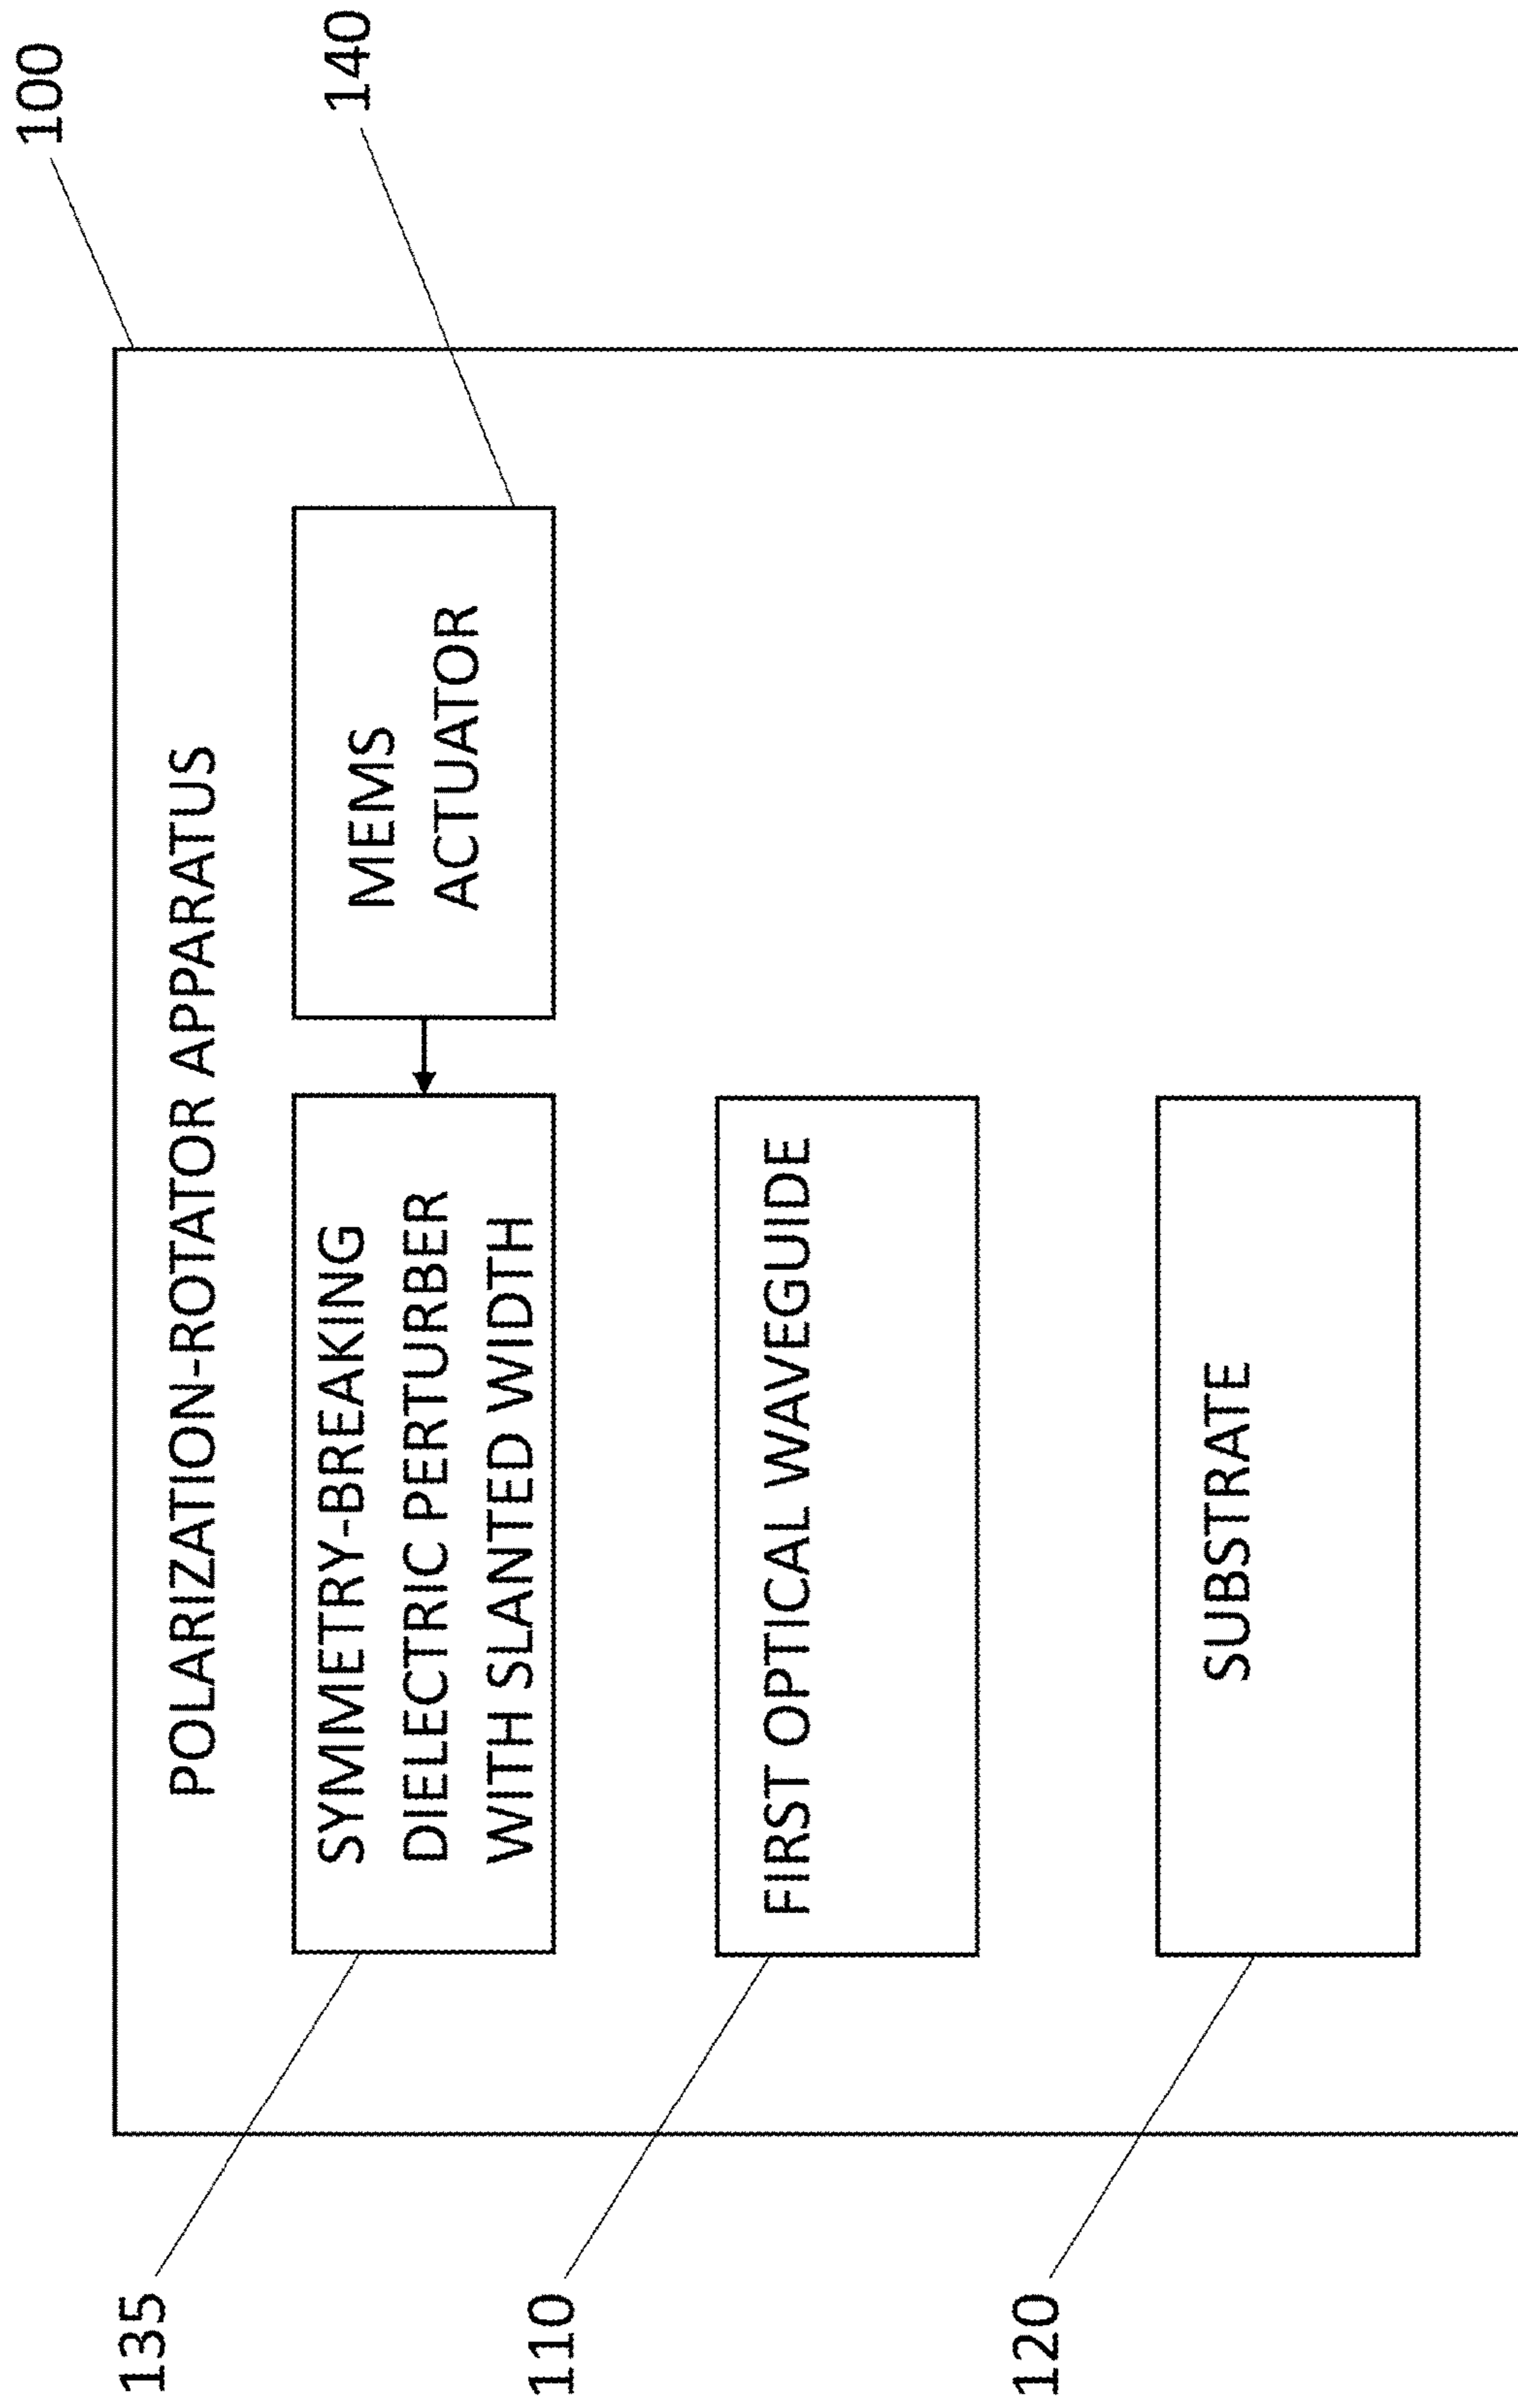 100
POLARIZATION-ROTATOR APPARATUS
140
135
SYMMETRY-BREAKING
DIELECTRIC PERTURBER
WITH SLANTED WIDTH
MEMS
ACTUATOR
110
FIRST OPTICAL WAVEGUIDE
120
SUBSTRATE